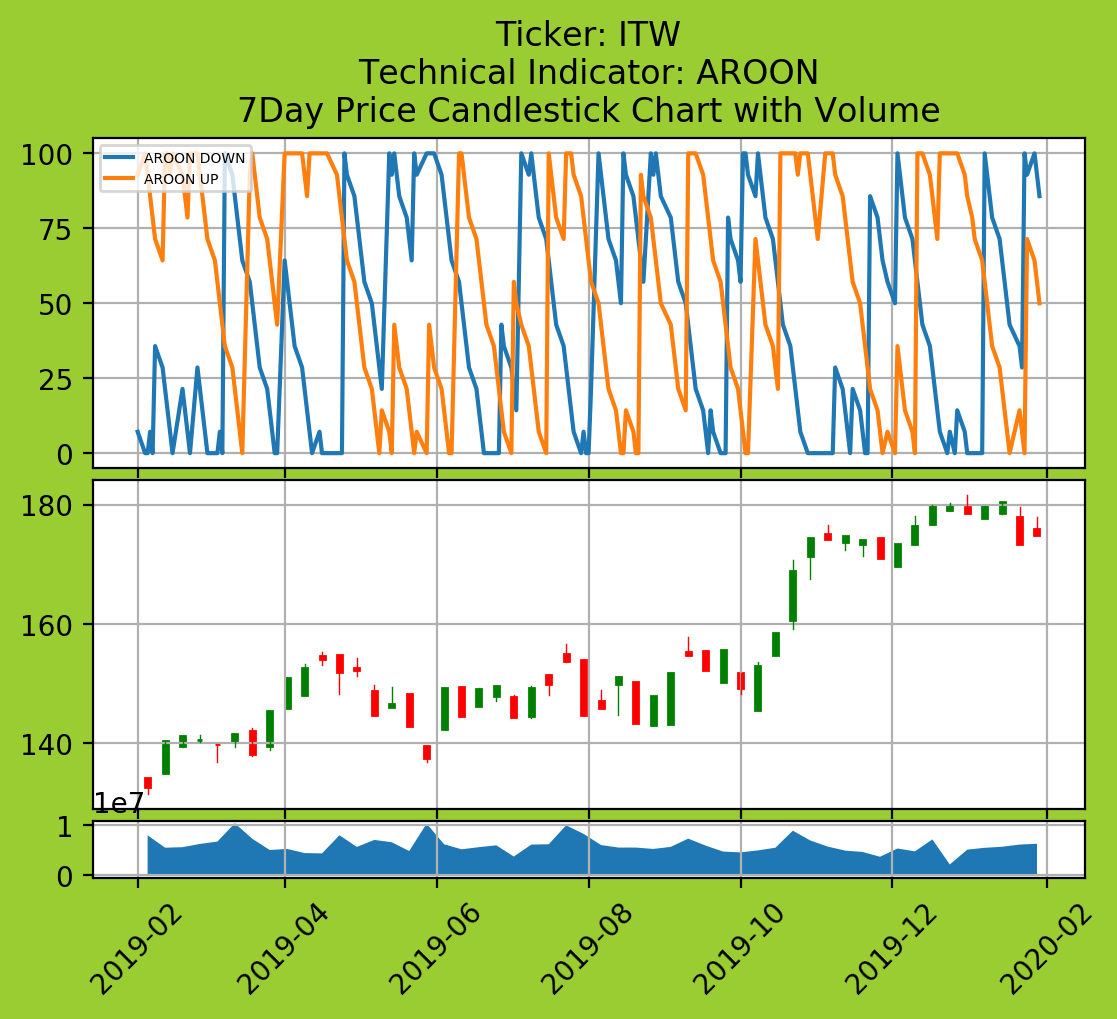 Ticker: ITW
Technical Indicator: AROON
7Day Price Candlestick Chart with Volume
AROON DOWN
AROON UP
100
75
50
25
0
180
160
140
1e7
1
0
2019-02
2019-04
2019-06
2019-08
2019-10
2019-12
2020-02